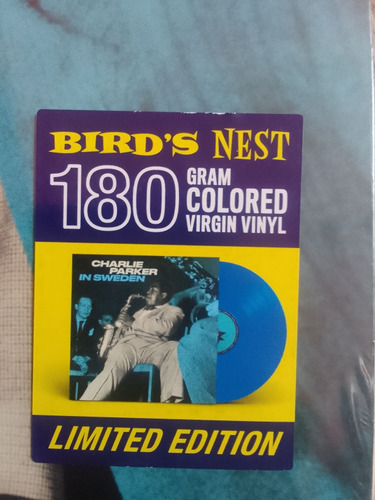 BIRD'S NEST
180 GRAM
COLORED
VIRGIN VINYL
CHARLIE
PARKER
IN SWEDEN
LIMITED EDITION